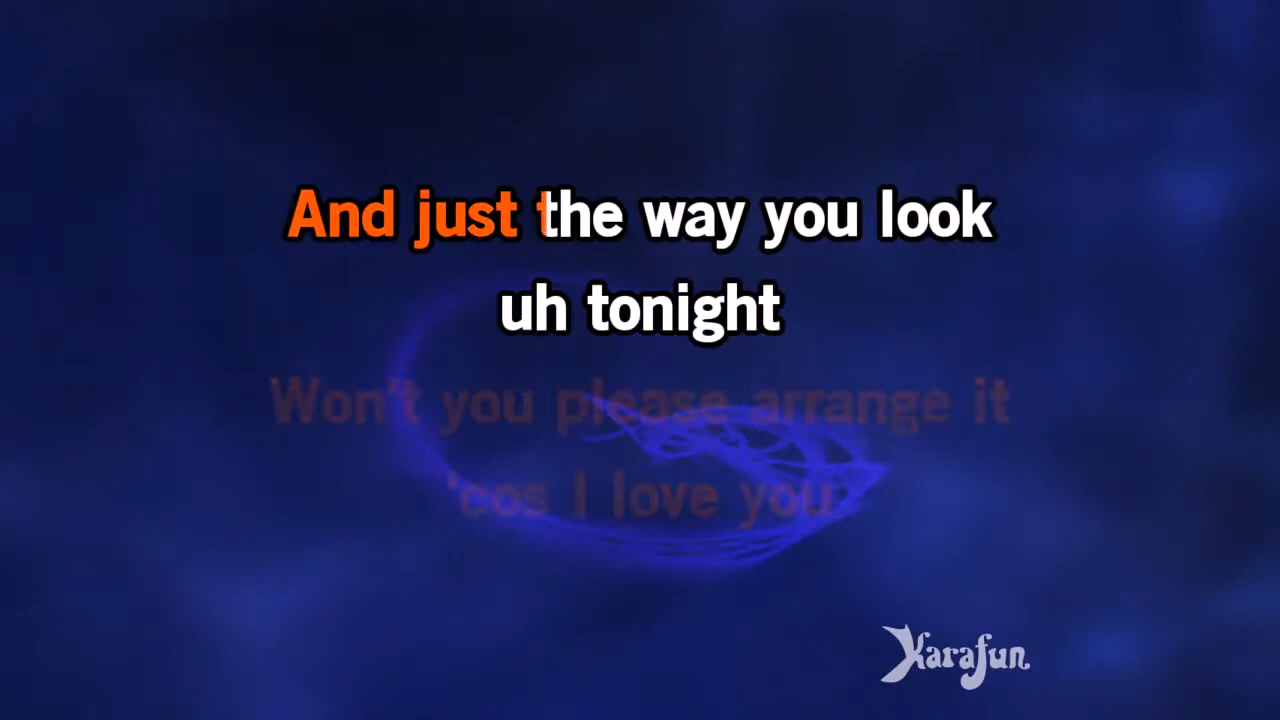 And just the way you look
uh tonight
Won't you please arrange it
'cos I love you
Karafun